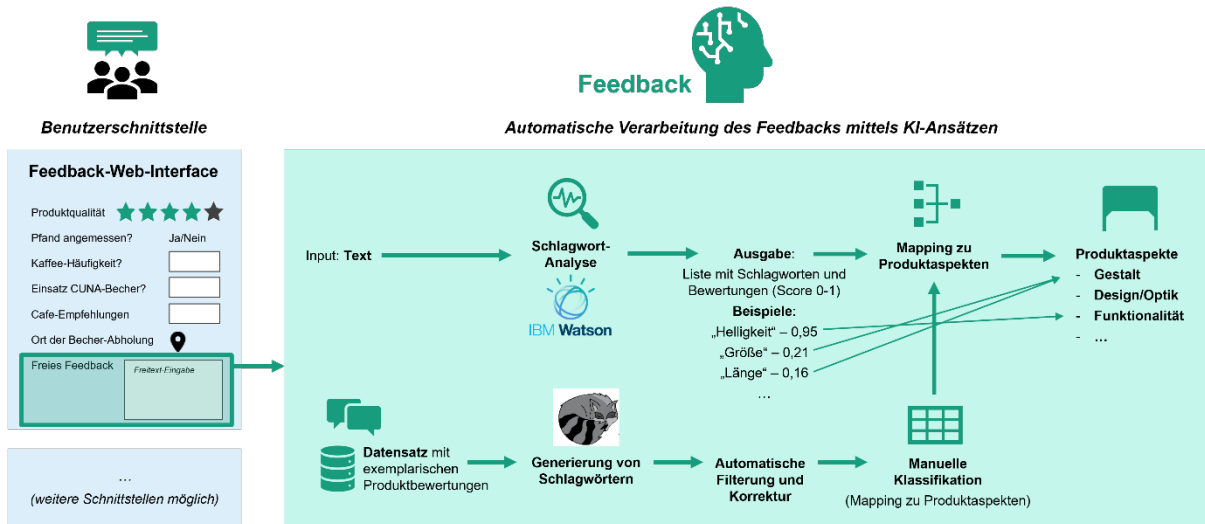 Feedback
Benutzerschnittstelle
Automatische Verarbeitung des Feedbacks mittels KI-Ansätzen
Feedback-Web-Interface
Produktqualität
Pfand angemessen? Ja/Nein
Kaffee-Häufigkeit?
Einsatz CUNA-Becher?
Cafe-Empfehlungen
Ort der Becher-Abholung
Freies Feedback
Freitext-Eingabe
…
(weitere Schnittstellen möglich)
Input: Text
Schlagwort-
Analyse
IBM Watson
Ausgabe:
Liste mit Schlagworten und
Bewertungen (Score 0-1)
Beispiele:
„Helligkeit“ – 0,95
„Größe“ – 0,21
„Länge“ – 0,16
…
Mapping zu
Produktaspekten
Produktaspekte
- Gestalt
- Design/Optik
- Funktionalität
- …
Datensatz mit
exemplarischen
Produktbewertungen
Generierung von
Schlagwörtern
Automatische
Filterung und
Korrektur
Manuelle
Klassifikation
(Mapping zu Produktaspekten)